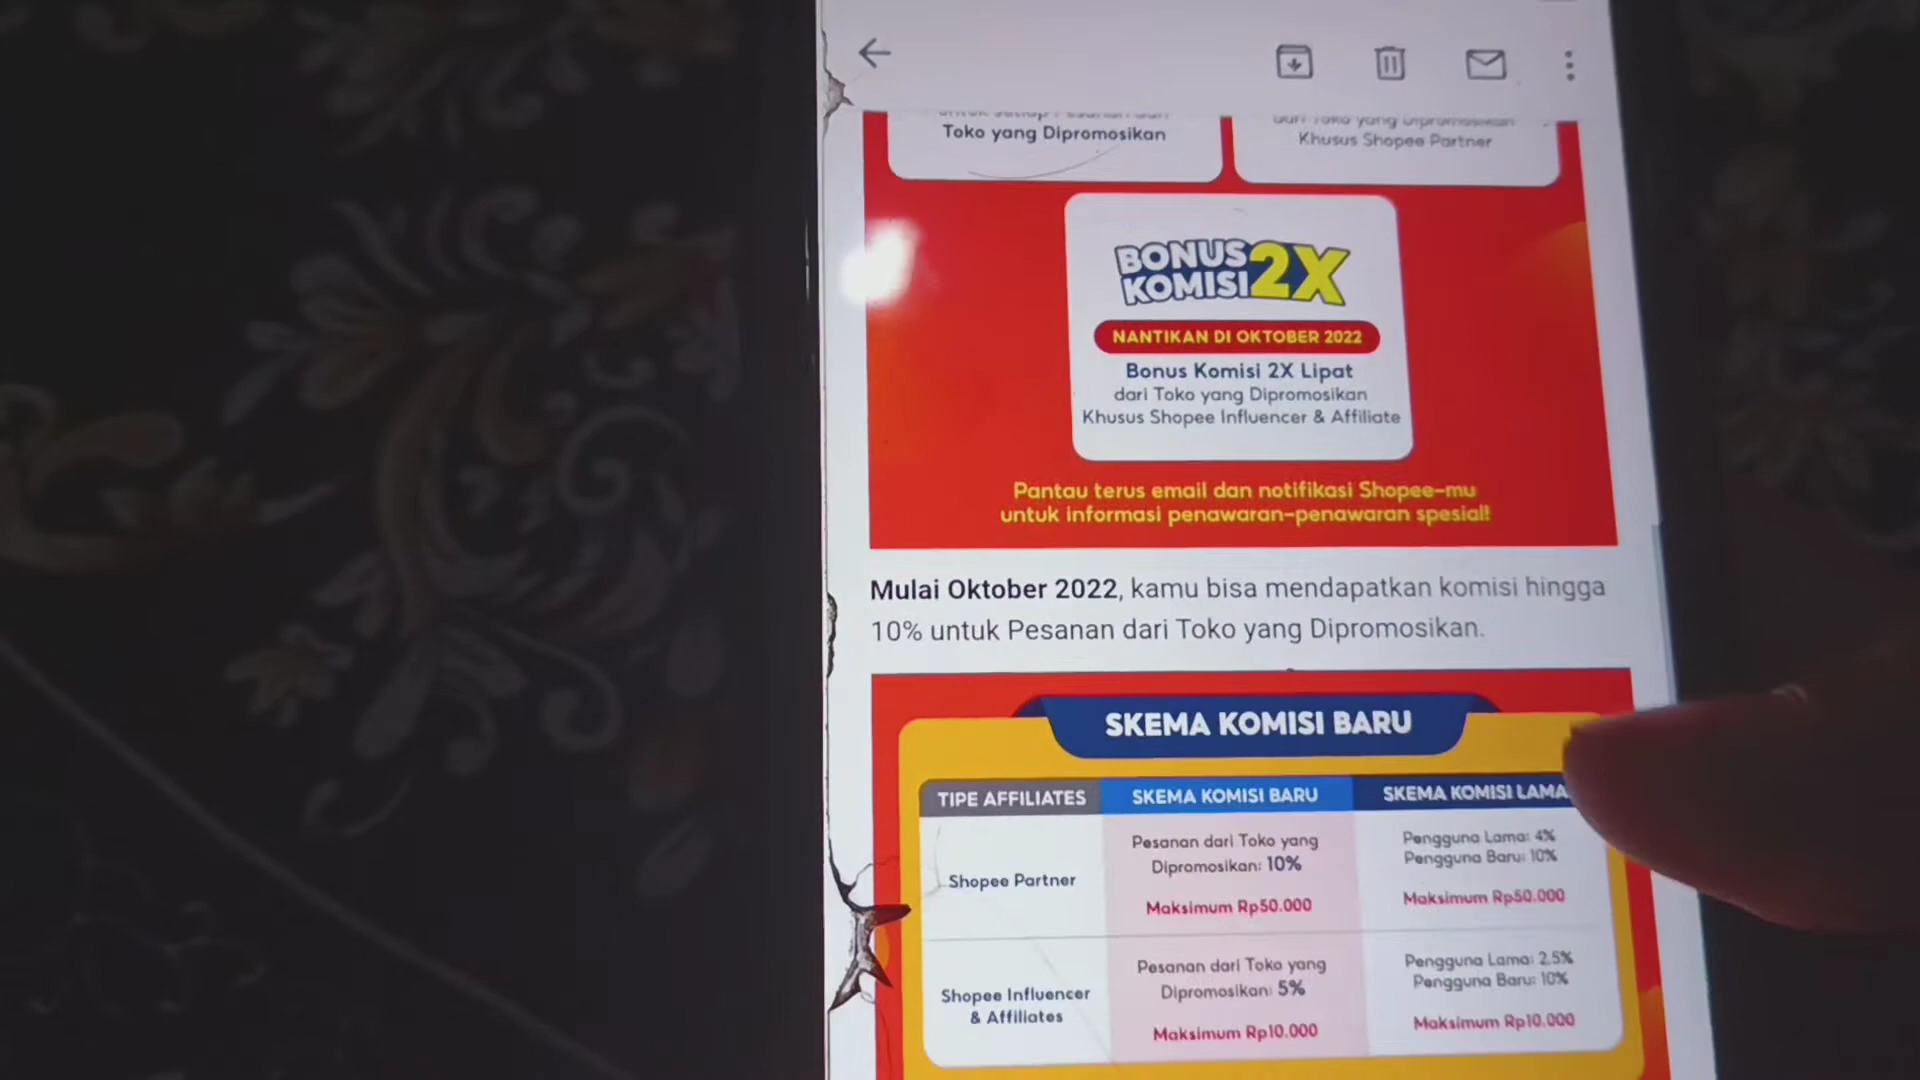 Toko yang Dipromosikan
dari Toko yang Dipromosikan
Khusus Shopee Partner
BONUS
KOMISI 2X
NANTIKAN DI OKTOBER 2022
Bonus Komisi 2X Lipat
dari Toko yang Dipromosikan
Khusus Shopee Influencer & Affiliate
Pantau terus email dan notifikasi Shopee-mu
untuk informasi penawaran-penawaran spesial!
Mulai Oktober 2022, kamu bisa mendapatkan komisi hingga
10% untuk Pesanan dari Toko yang Dipromosikan.
SKEMA KOMISI BARU
TIPE AFFILIATES
SKEMA KOMISI BARU
SKEMA KOMISI LAMA
Shopee Partner
Pesanan dari Toko yang
Dipromosikan: 10%
Maksimum Rp50.000
Pengguna Lama: 4%
Pengguna Baru: 10%
Maksimum Rp50.000
Shopee Influencer
& Affiliates
Pesanan dari Toko yang
Dipromosikan: 5%
Maksimum Rp10.000
Pengguna Lama: 2.5%
Pengguna Baru: 10%
Maksimum Rp10.000